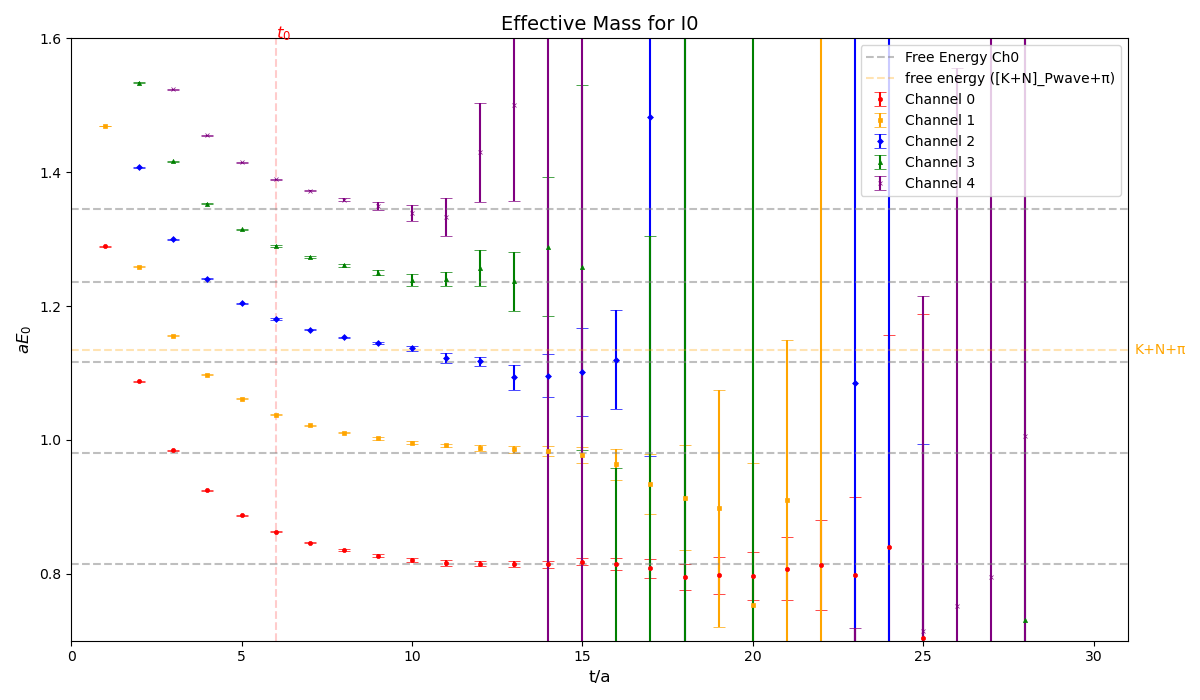 Effective Mass for I0
t₀
1.6
1.4
1.2
1.0
0.8
aE₀
0
5
10
15
20
25
30
t/a
Free Energy Ch0
free energy ([K+N]_Pwave+π)
Channel 0
Channel 1
Channel 2
Channel 3
Channel 4
K+N+π